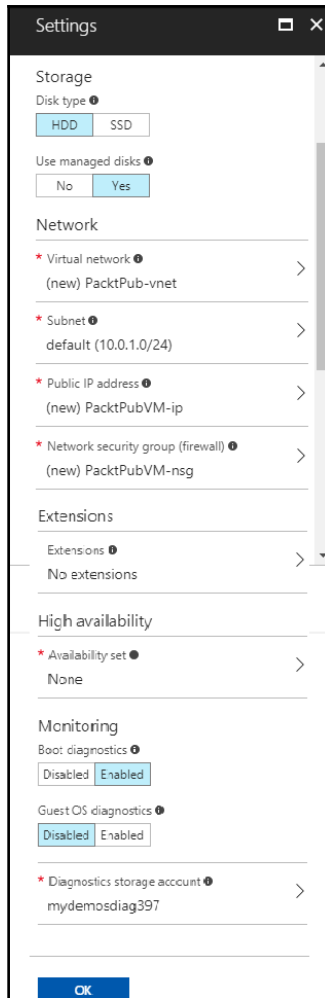 Settings
Storage
Disk type
HDD SSD
Use managed disks
No Yes
Network
* Virtual network
(new) PacktPub-vnet
* Subnet
default (10.0.1.0/24)
* Public IP address
(new) PacktPubVM-ip
* Network security group (firewall)
(new) PacktPubVM-nsg
Extensions
Extensions
No extensions
High availability
* Availability set
None
Monitoring
Boot diagnostics
Disabled Enabled
Guest OS diagnostics
Disabled Enabled
* Diagnostics storage account
mydemosdiag397
OK